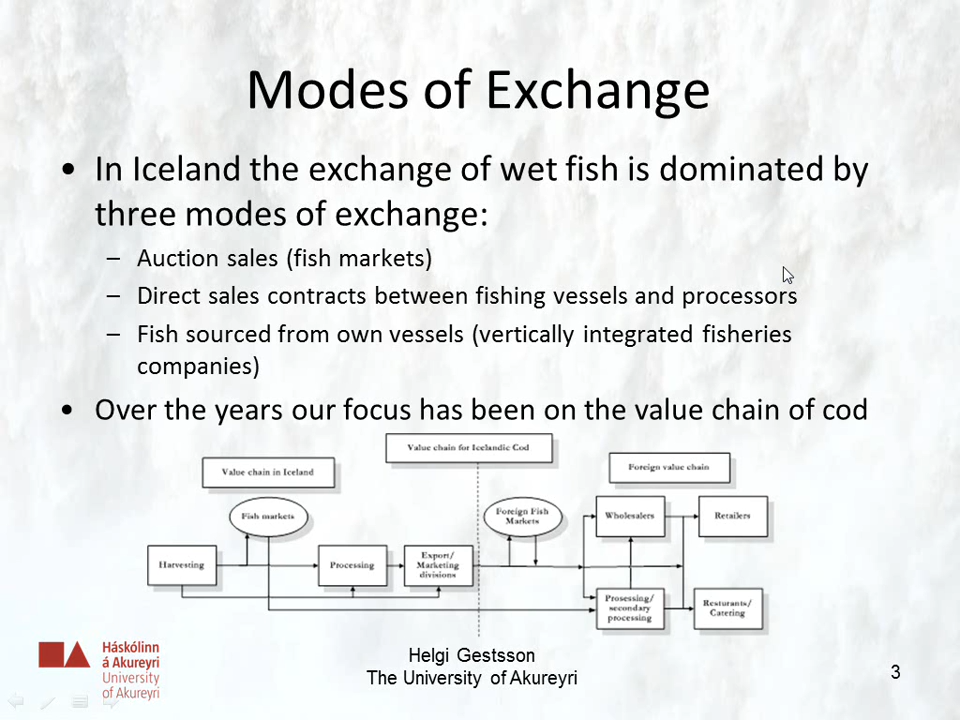 Modes of Exchange
• In Iceland the exchange of wet fish is dominated by
three modes of exchange:
– Auction sales (fish markets)
– Direct sales contracts between fishing vessels and processors
– Fish sourced from own vessels (vertically integrated fisheries
companies)
• Over the years our focus has been on the value chain of cod
Value chain for Icelandic Cod
Value chain in Iceland
Foreign value chain
Fish markets
Foreign Fish
Markets
Wholesalers
Retailers
Harvesting
Processing
Export/
Marketing
divisions
Prosessing/
secondary
processing
Resturants/
Catering
Háskólinn
á Akureyri
University
of Akureyri
Helgi Gestsson
The University of Akureyri
3